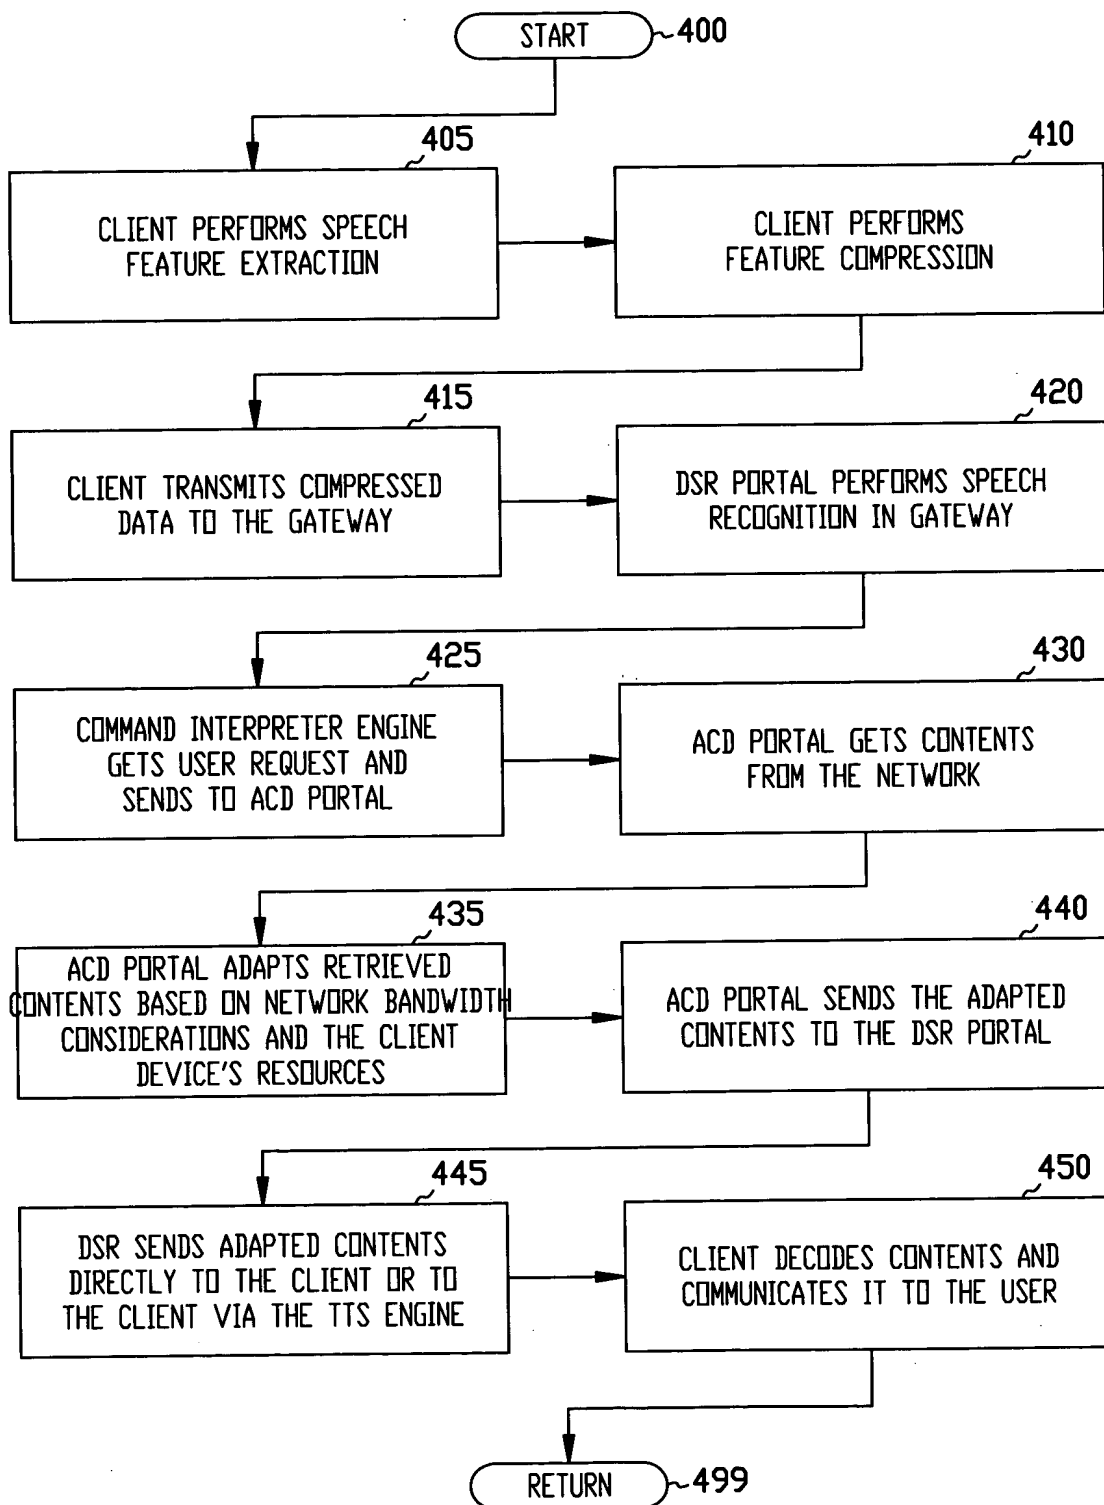 START
400
405
CLIENT PERFORMS SPEECH
FEATURE EXTRACTION
410
CLIENT PERFORMS
FEATURE COMPRESSION
415
CLIENT TRANSMITS COMPRESSED
DATA TO THE GATEWAY
420
DSR PORTAL PERFORMS SPEECH
RECOGNITION IN GATEWAY
425
COMMAND INTERPRETER ENGINE
GETS USER REQUEST AND
SENDS TO ACD PORTAL
430
ACD PORTAL GETS CONTENTS
FROM THE NETWORK
435
ACD PORTAL ADAPTS RETRIEVED
CONTENTS BASED ON NETWORK BANDWIDTH
CONSIDERATIONS AND THE CLIENT
DEVICE'S RESOURCES
440
ACD PORTAL SENDS THE ADAPTED
CONTENTS TO THE DSR PORTAL
445
DSR SENDS ADAPTED CONTENTS
DIRECTLY TO THE CLIENT OR TO
THE CLIENT VIA THE TTS ENGINE
450
CLIENT DECODES CONTENTS AND
COMMUNICATES IT TO THE USER
RETURN
499